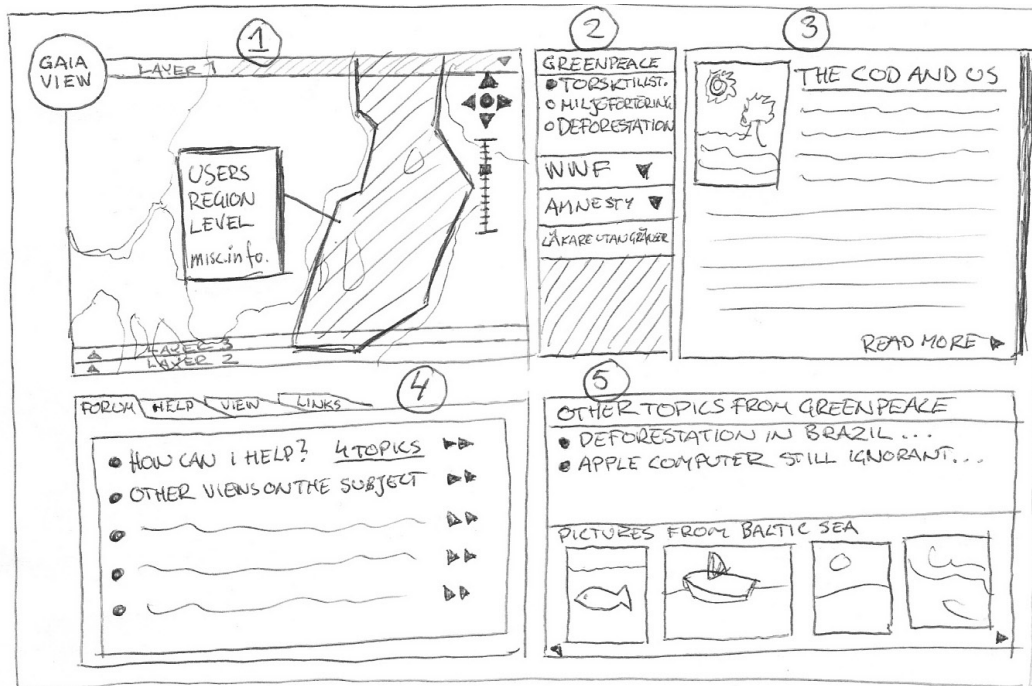 1
GAIA
VIEW
LAYER 1
USERS
REGION
LEVEL
misc.info.
LAYER 3
LAYER 2
2
GREENPEACE
TORSKTILLST.
DEFORESTATION
WWF
AMNESTY
LÄKARE UTAN GRÄNSER
3
THE COD AND US
READ MORE
4
FORUM HELP VIEW LINKS
HOW CAN I HELP? 4 TOPICS
OTHER VIEWS ON THE SUBJECT
5
OTHER TOPICS FROM GREENPEACE
DEFORESTATION IN BRAZIL...
APPLE COMPUTER STILL IGNORANT...
PICTURES FROM BALTIC SEA